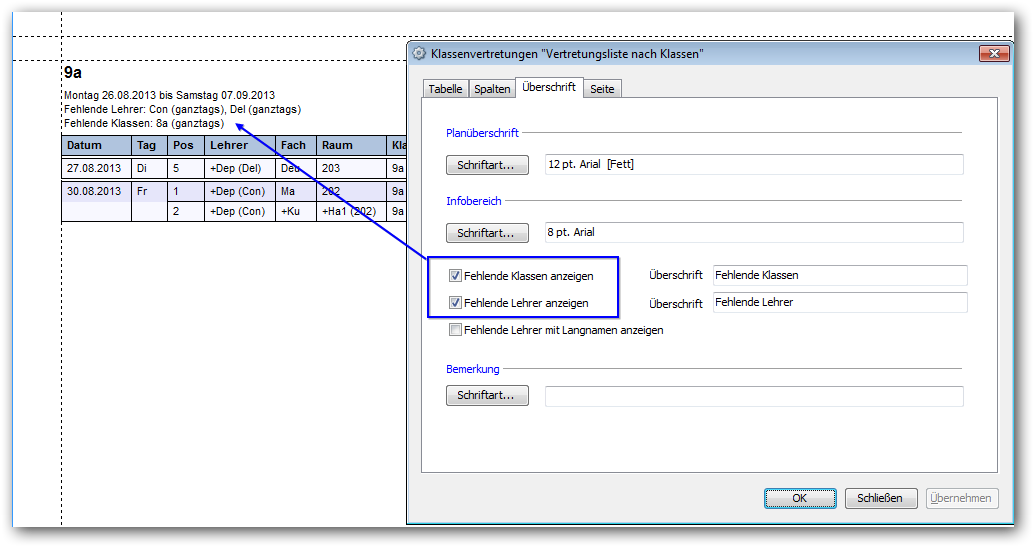 9a
Montag 26.08.2013 bis Samstag 07.09.2013
Fehlende Lehrer: Con (ganztags), Del (ganztags)
Fehlende Klassen: 8a (ganztags)
Datum Tag Pos Lehrer Fach Raum Kla
27.08.2013 Di 5 +Dep (Del) Deu 203 9a
30.08.2013 Fr 1 +Dep (Con) Ma 202 9a
2 +Dep (Con) +Ku +Ha1 (202) 9a
Klassenvertretungen "Vertretungsliste nach Klassen"
Tabelle Spalten Überschrift Seite
Planüberschrift
Schriftart... 12 pt. Arial [Fett]
Infobereich
Schriftart... 8 pt. Arial
Fehlende Klassen anzeigen Überschrift Fehlende Klassen
Fehlende Lehrer anzeigen Überschrift Fehlende Lehrer
Fehlende Lehrer mit Langnamen anzeigen
Bemerkung
Schriftart...
OK Schließen Übernehmen